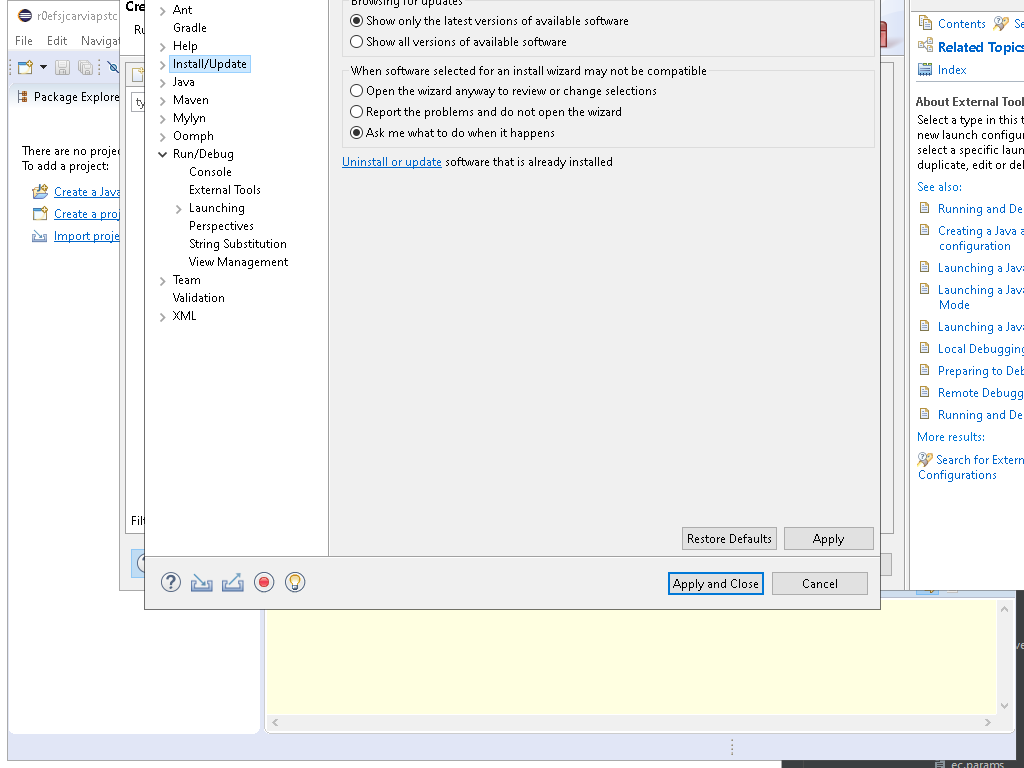 r0efsjcarviapstc
File Edit Navigat
Package Explore
There are no projec
To add a project:
Create a Java
Create a proj
Import proje
Cre
Ru
ty
Filt
Ant
Gradle
Help
Install/Update
Java
Maven
Mylyn
Oomph
Run/Debug
Console
External Tools
Launching
Perspectives
String Substitution
View Management
Team
Validation
XML
Browsing for updates
Show only the latest versions of available software
Show all versions of available software
When software selected for an install wizard may not be compatible
Open the wizard anyway to review or change selections
Report the problems and do not open the wizard
Ask me what to do when it happens
Uninstall or update software that is already installed
Restore Defaults Apply
Apply and Close Cancel
Contents Se
Related Topics
Index
About External Tool
Select a type in this t
new launch configur
select a specific laun
duplicate, edit or del
See also:
Running and De
Creating a Java a
configuration
Launching a Java
Launching a Java
Mode
Launching a Java
Local Debugging
Preparing to Deb
Remote Debugg
Running and De
More results:
Search for Extern
Configurations
ve
ec.params